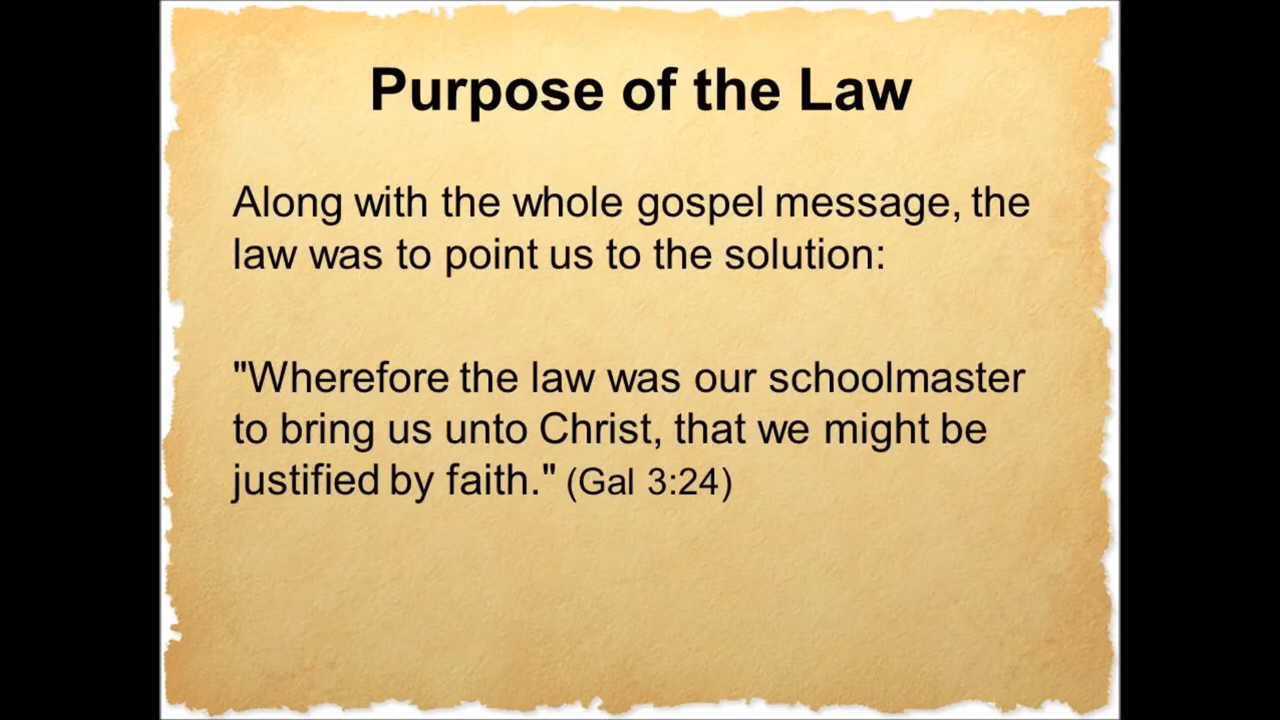 Purpose of the Law
Along with the whole gospel message, the
law was to point us to the solution:
"Wherefore the law was our schoolmaster
to bring us unto Christ, that we might be
justified by faith." (Gal 3:24)